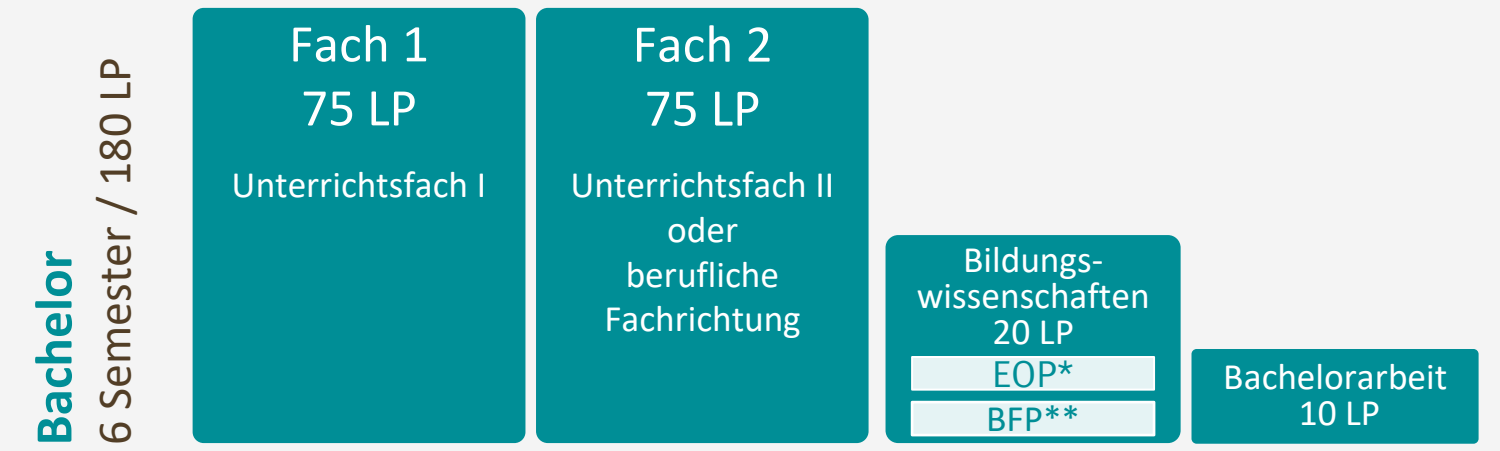 Bachelor
6 Semester / 180 LP
Fach 1
75 LP
Unterrichtsfach I
Fach 2
75 LP
Unterrichtsfach II
oder
berufliche
Fachrichtung
Bildungs-
wissenschaften
20 LP
EOP*
BFP**
Bachelorarbeit
10 LP